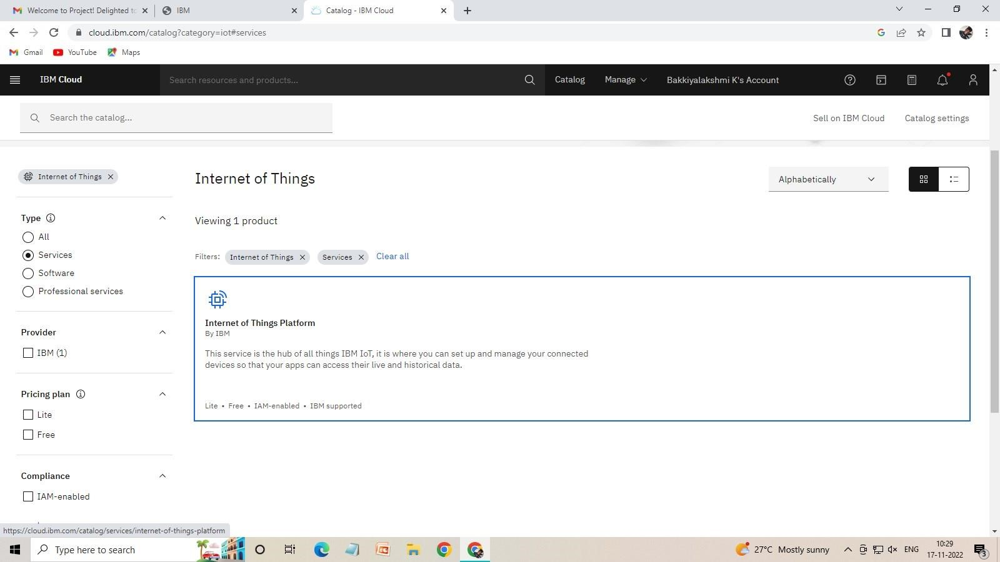 Welcome to Project! Delighted to
IBM
Catalog - IBM Cloud
cloud.ibm.com/catalog?category=iot#services
Gmail
YouTube
Maps
IBM Cloud
Search resources and products...
Catalog
Manage
Bakkiyalakshmi K's Account
Search the catalog...
Sell on IBM Cloud
Catalog settings
Internet of Things
Internet of Things
Alphabetically
Type
All
Services
Software
Professional services
Provider
IBM (1)
Pricing plan
Lite
Free
Compliance
IAM-enabled
Viewing 1 product
Filters: Internet of Things Services Clear all
Internet of Things Platform
By IBM
This service is the hub of all things IBM IoT, it is where you can set up and manage your connected
devices so that your apps can access their live and historical data.
Lite • Free • IAM-enabled • IBM supported
https://cloud.ibm.com/catalog/services/internet-of-things-platform
Type here to search
27°C Mostly sunny
ENG
10:29
17-11-2022
3